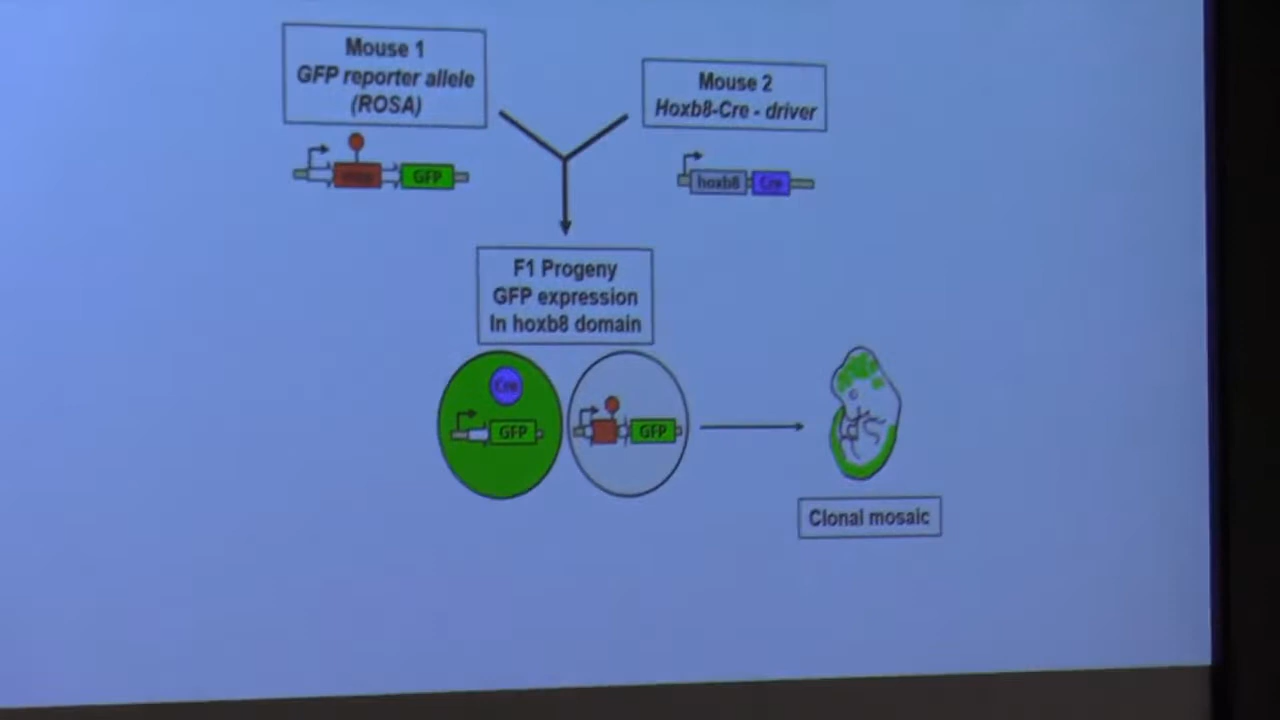 Mouse 1
GFP reporter allele
(ROSA)
Mouse 2
Hoxb8-Cre - driver
GFP
hoxb8
Cre
F1 Progeny
GFP expression
In hoxb8 domain
Cre
GFP
GFP
Clonal mosaic